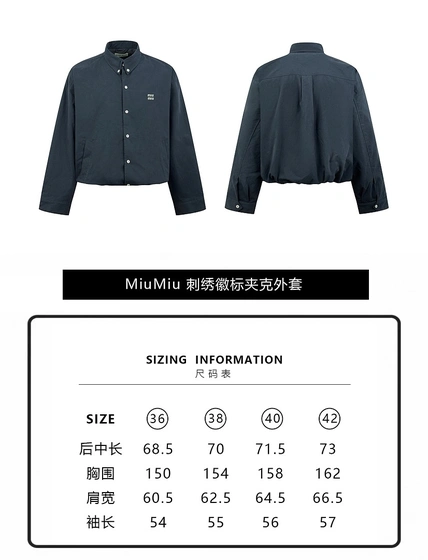 MiuMiu 刺绣徽标夹克外套
SIZING INFORMATION
尺码表
SIZE 36 38 40 42
后中长 68.5 70 71.5 73
胸围 150 154 158 162
肩宽 60.5 62.5 64.5 66.5
袖长 54 55 56 57